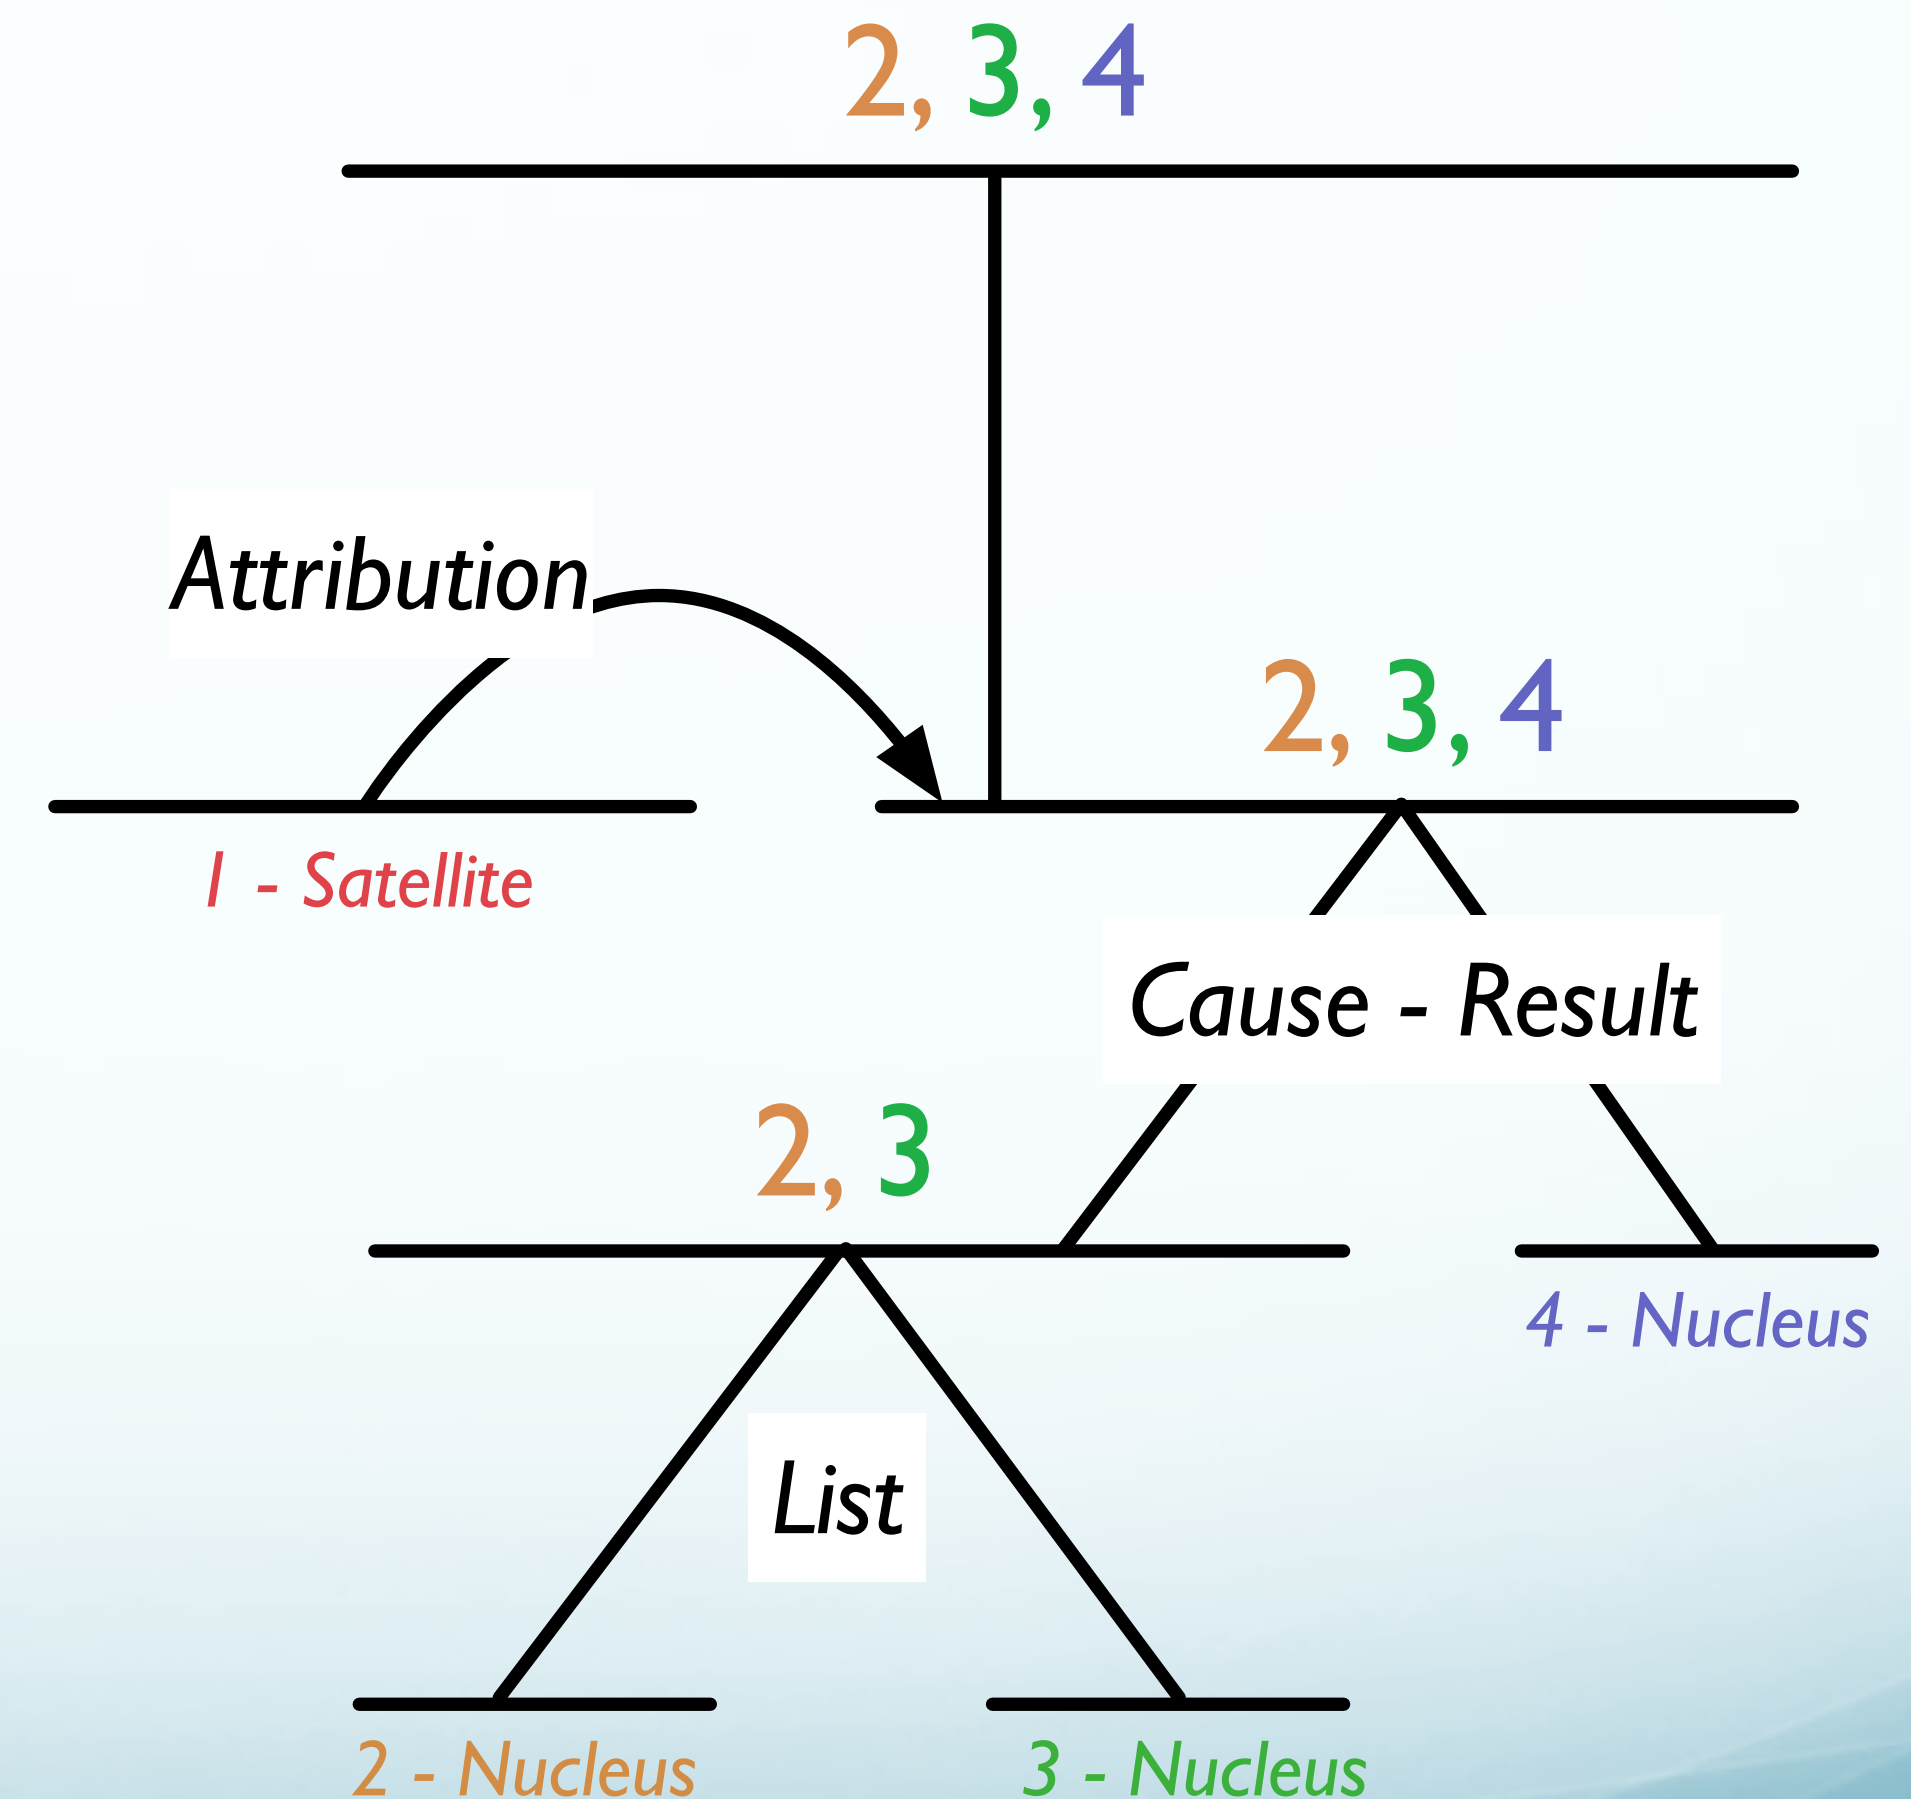 2, 3, 4
Attribution
2, 3, 4
1 - Satellite
Cause - Result
2, 3
4 - Nucleus
List
2 - Nucleus
3 - Nucleus